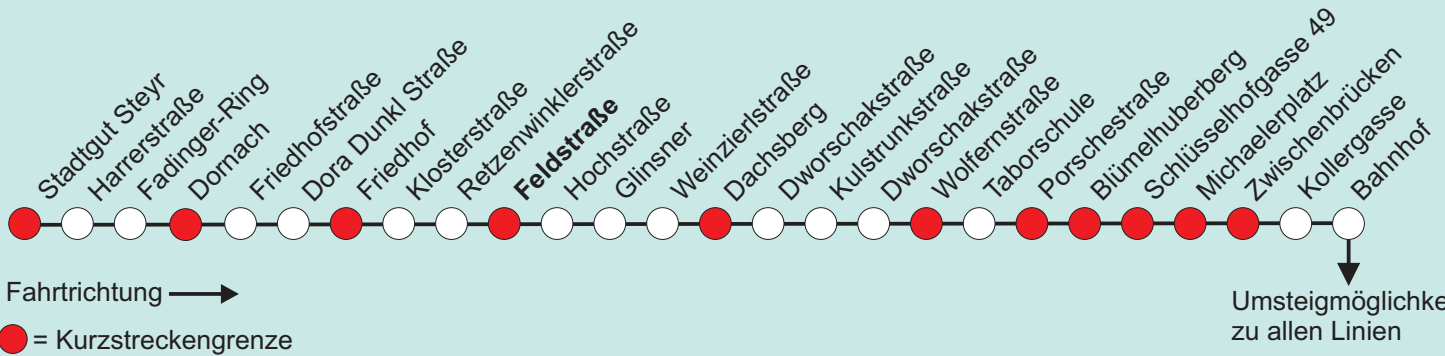 Stadtgut Steyr
Harrerstraße
Fadinger-Ring
Dornach
Friedhofstraße
Dora Dunkl Straße
Friedhof
Klosterstraße
Retzenwinklerstraße
Feldstraße
Hochstraße
Glinsner
Weinzierlstraße
Dachsberg
Dworschakstraße
Kulstrunkstraße
Dworschakstraße
Wolfernstraße
Taborschule
Porschestraße
Blümelhuberberg
Schlüsselhofgasse 49
Michaelerplatz
Zwischenbrücken
Kollergasse
Bahnhof
Fahrtrichtung
= Kurzstreckengrenze
Umsteigmöglichke
zu allen Linien